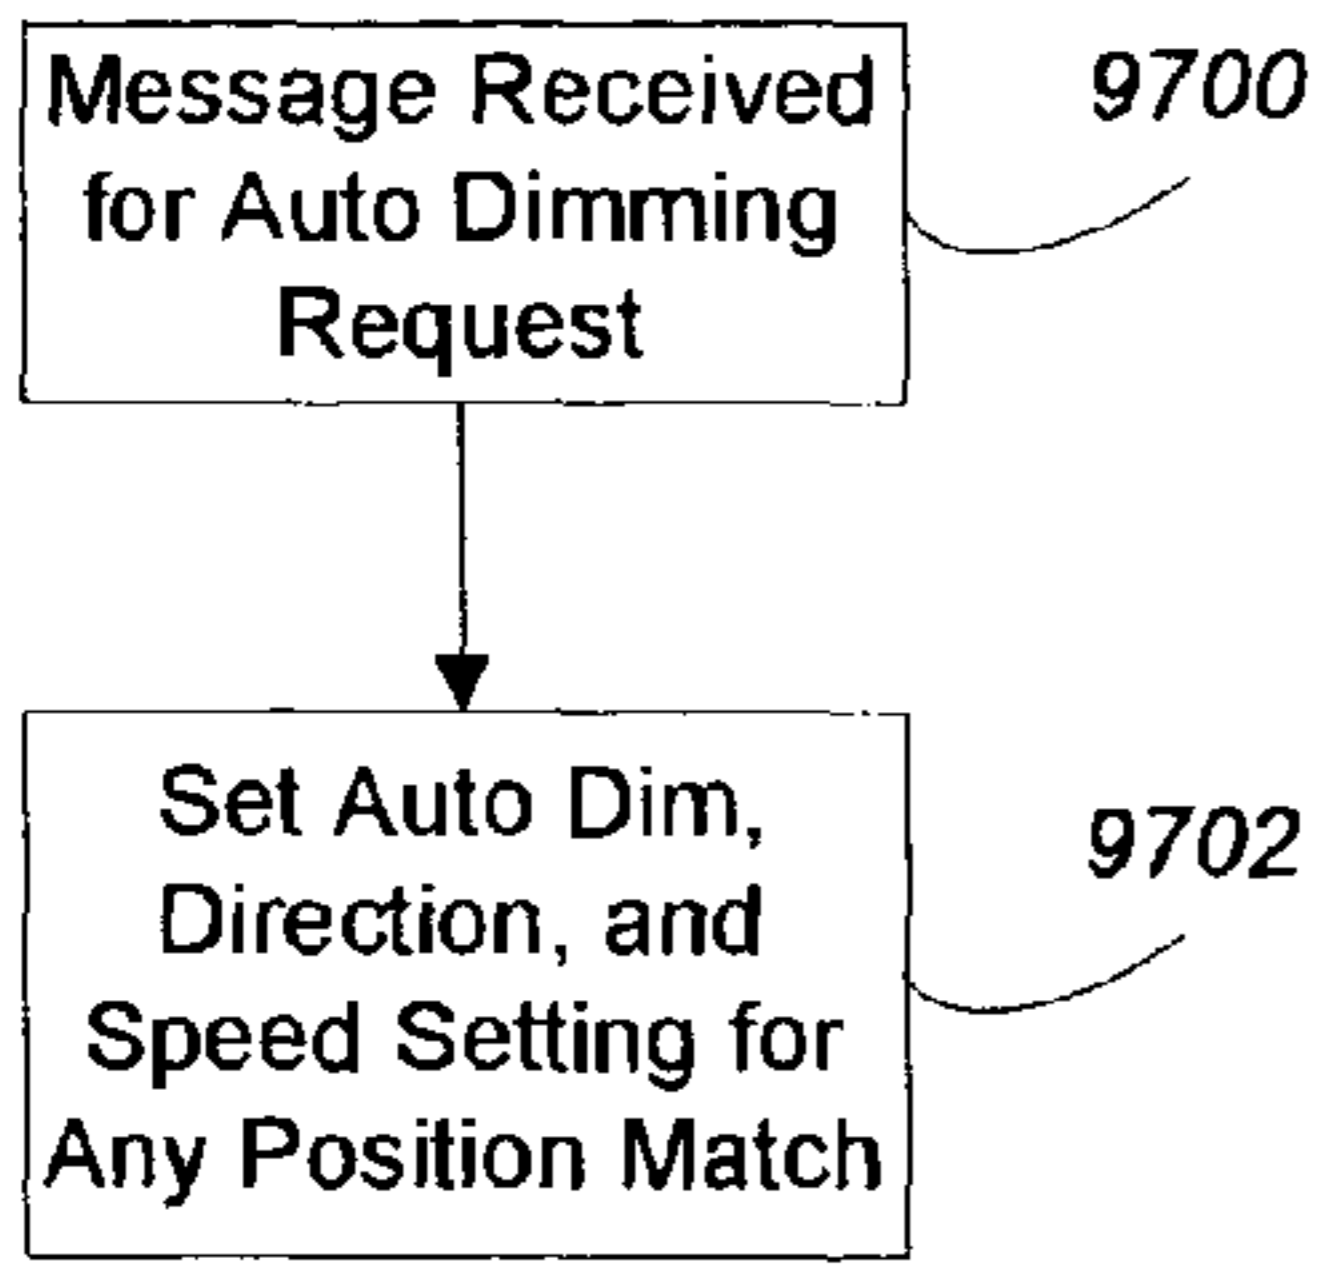 Message Received
for Auto Dimming
Request
9700
Set Auto Dim,
Direction, and
Speed Setting for
Any Position Match
9702